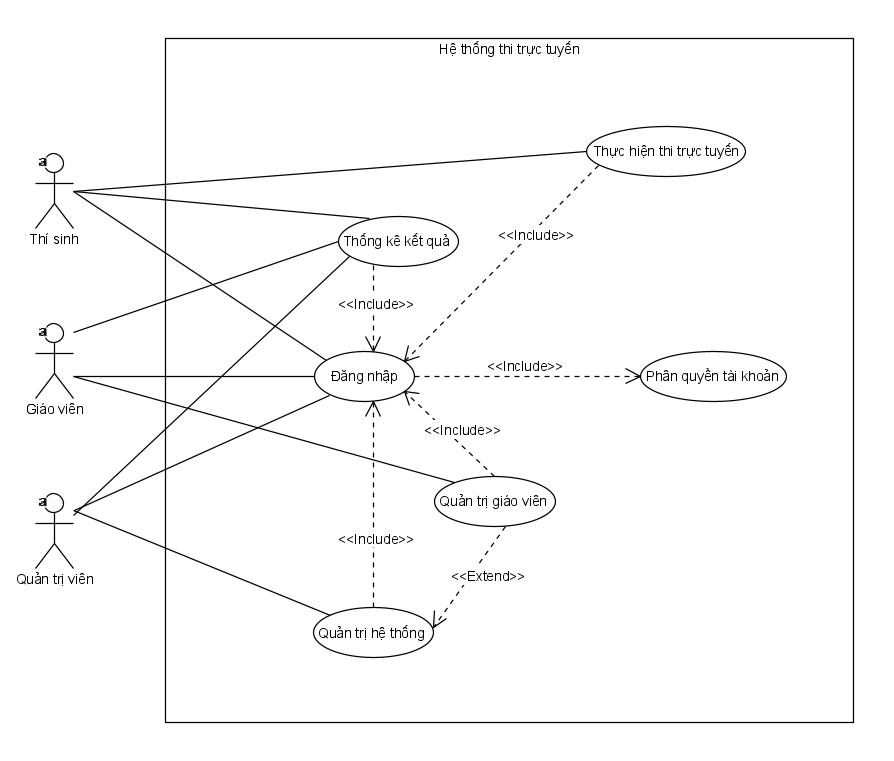 Hệ thống thi trực tuyến
Thực hiện thi trực tuyến
a
Thí sinh
<<Include>>
Thống kê kết quả
<<Include>>
a
Giáo viên
Đăng nhập
<<Include>>
Phân quyền tài khoản
<<Include>>
a
Quản trị viên
Quản trị giáo viên
<<Include>>
<<Extend>>
Quản trị hệ thống